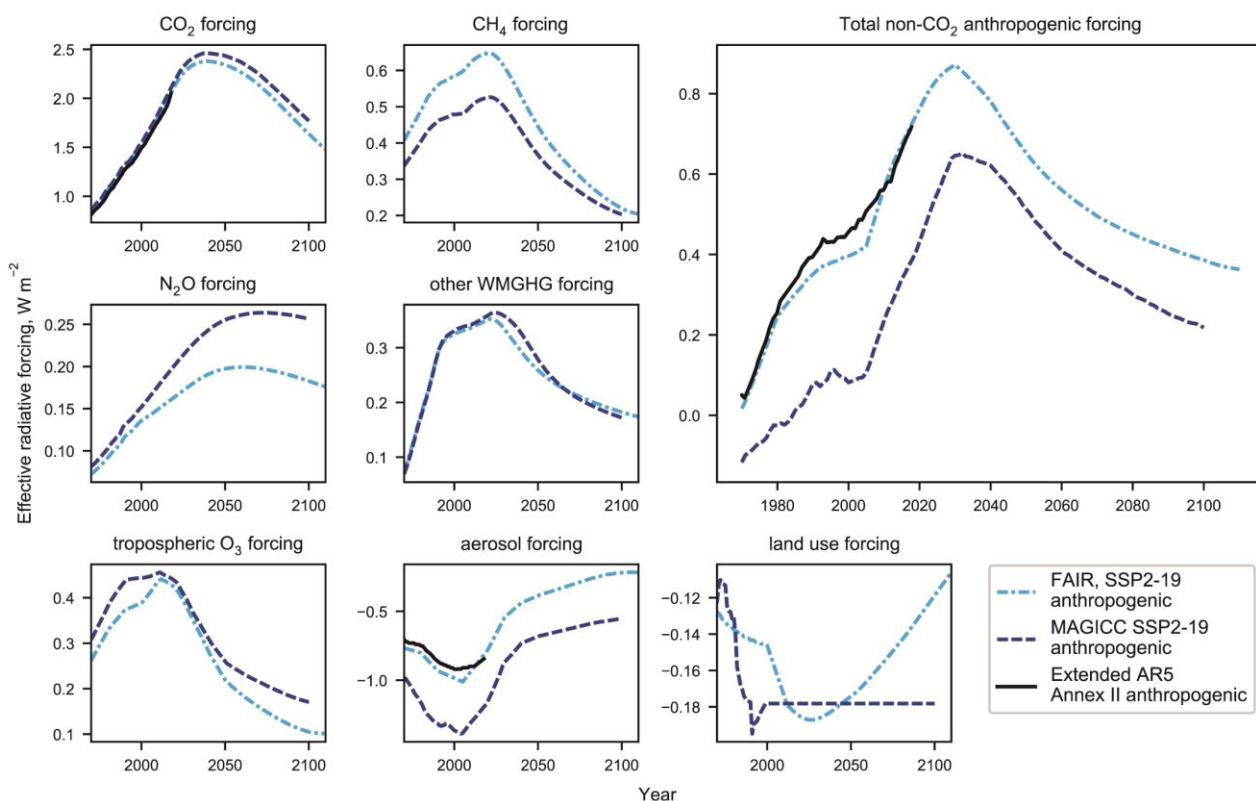 CO₂ forcing
2.5
2.0
1.5
1.0
2000 2050 2100
CH₄ forcing
0.6
0.5
0.4
0.3
0.2
2000 2050 2100
Total non-CO₂ anthropogenic forcing
0.8
0.6
0.4
0.2
0.0
1980 2000 2020 2040 2060 2080 2100
Effective radiative forcing, W m⁻²
N₂O forcing
0.25
0.20
0.15
0.10
2000 2050 2100
other WMGHG forcing
0.3
0.2
0.1
2000 2050 2100
tropospheric O₃ forcing
0.4
0.3
0.2
0.1
2000 2050 2100
aerosol forcing
−0.5
−1.0
2000 2050 2100
land use forcing
−0.12
−0.14
−0.16
−0.18
2000 2050 2100
FAIR, SSP2-19
anthropogenic
MAGICC SSP2-19
anthropogenic
Extended AR5
Annex II anthropogenic
Year